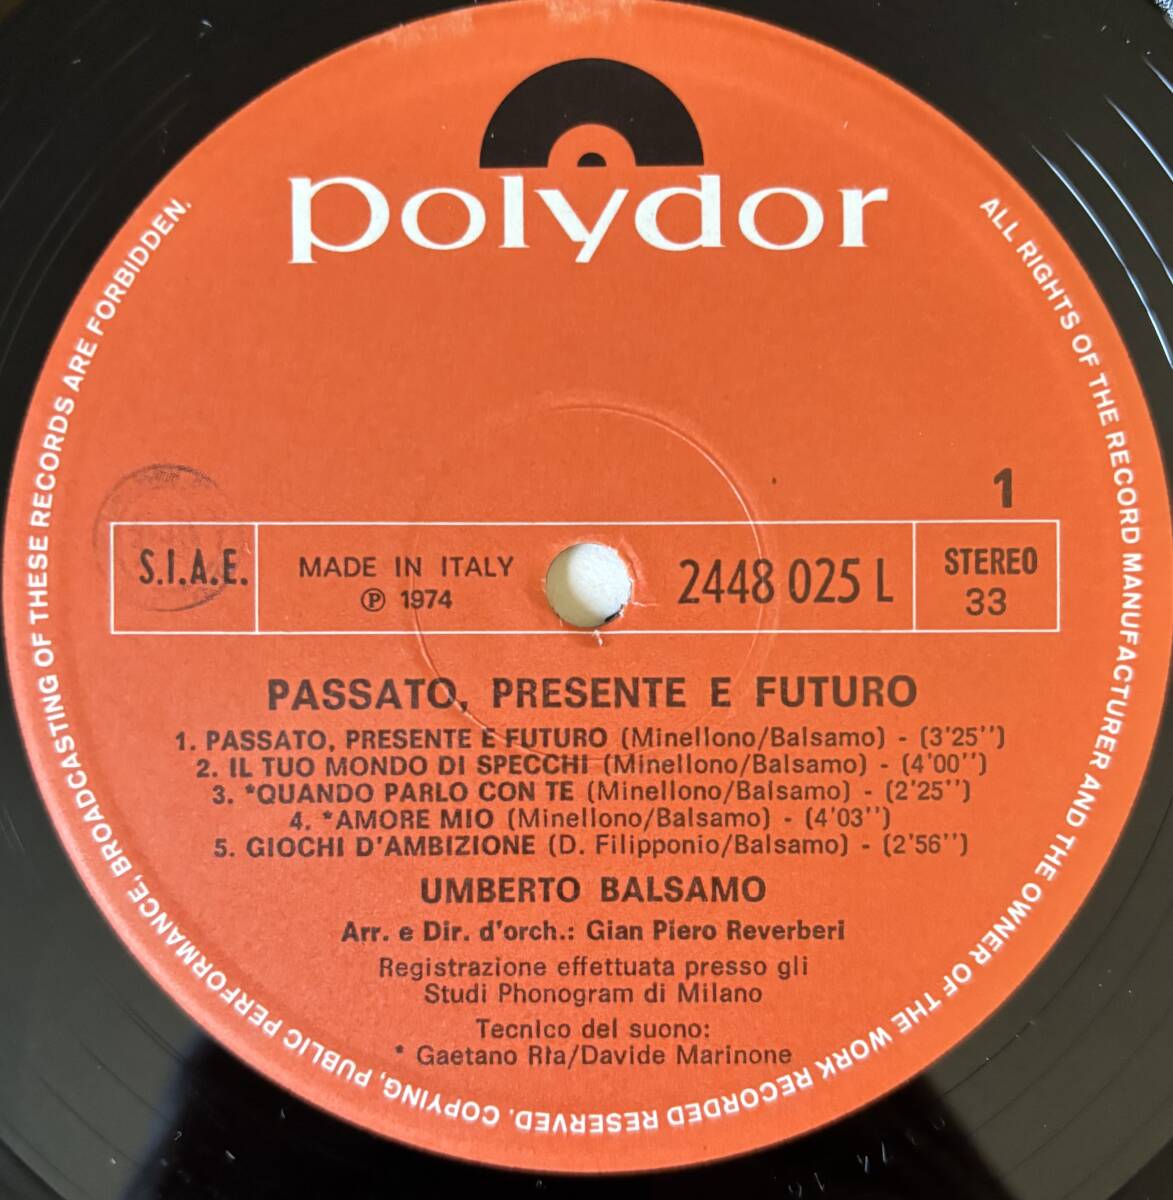 polydor
ALL RIGHTS OF THE RECORD MANUFACTURER AND THE OWNER OF THE WORK RECORDED RESERVED. COPYING, PUBLIC PERFORMANCE, BROADCASTING OF THESE RECORDS ARE FORBIDDEN.
1
S.I.A.E.
MADE IN ITALY
℗ 1974
2448 025 L
STEREO
33
PASSATO, PRESENTE E FUTURO
1. PASSATO, PRESENTE E FUTURO (Minellono/Balsamo) - (3'25'')
2. IL TUO MONDO DI SPECCHI (Minellono/Balsamo) - (4'00'')
3. *QUANDO PARLO CON TE (Minellono/Balsamo) - (2'25'')
4. *AMORE MIO (Minellono/Balsamo) - (4'03'')
5. GIOCHI D'AMBIZIONE (D. Filipponio/Balsamo) - (2'56'')
UMBERTO BALSAMO
Arr. e Dir. d'orch.: Gian Piero Reverberi
Registrazione effettuata presso gli
Studi Phonogram di Milano
Tecnico del suono:
* Gaetano Rìa/Davide Marinone